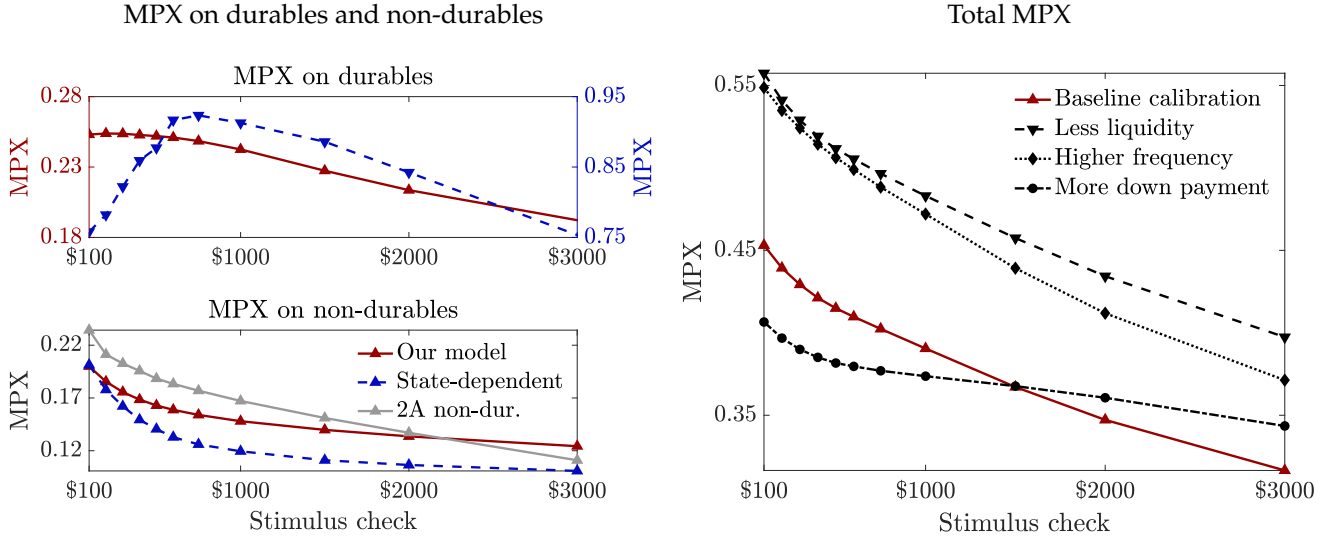 MPX on durables and non-durables
MPX on durables
0.28
0.23
0.18
MPX
0.95
0.85
0.75
MPX
$100
$1000
$2000
$3000
MPX on non-durables
0.22
0.17
0.12
MPX
Our model
State-dependent
2A non-dur.
$100
$1000
$2000
$3000
Stimulus check
Total MPX
0.55
0.45
0.35
MPX
Baseline calibration
Less liquidity
Higher frequency
More down payment
$100
$1000
$2000
$3000
Stimulus check